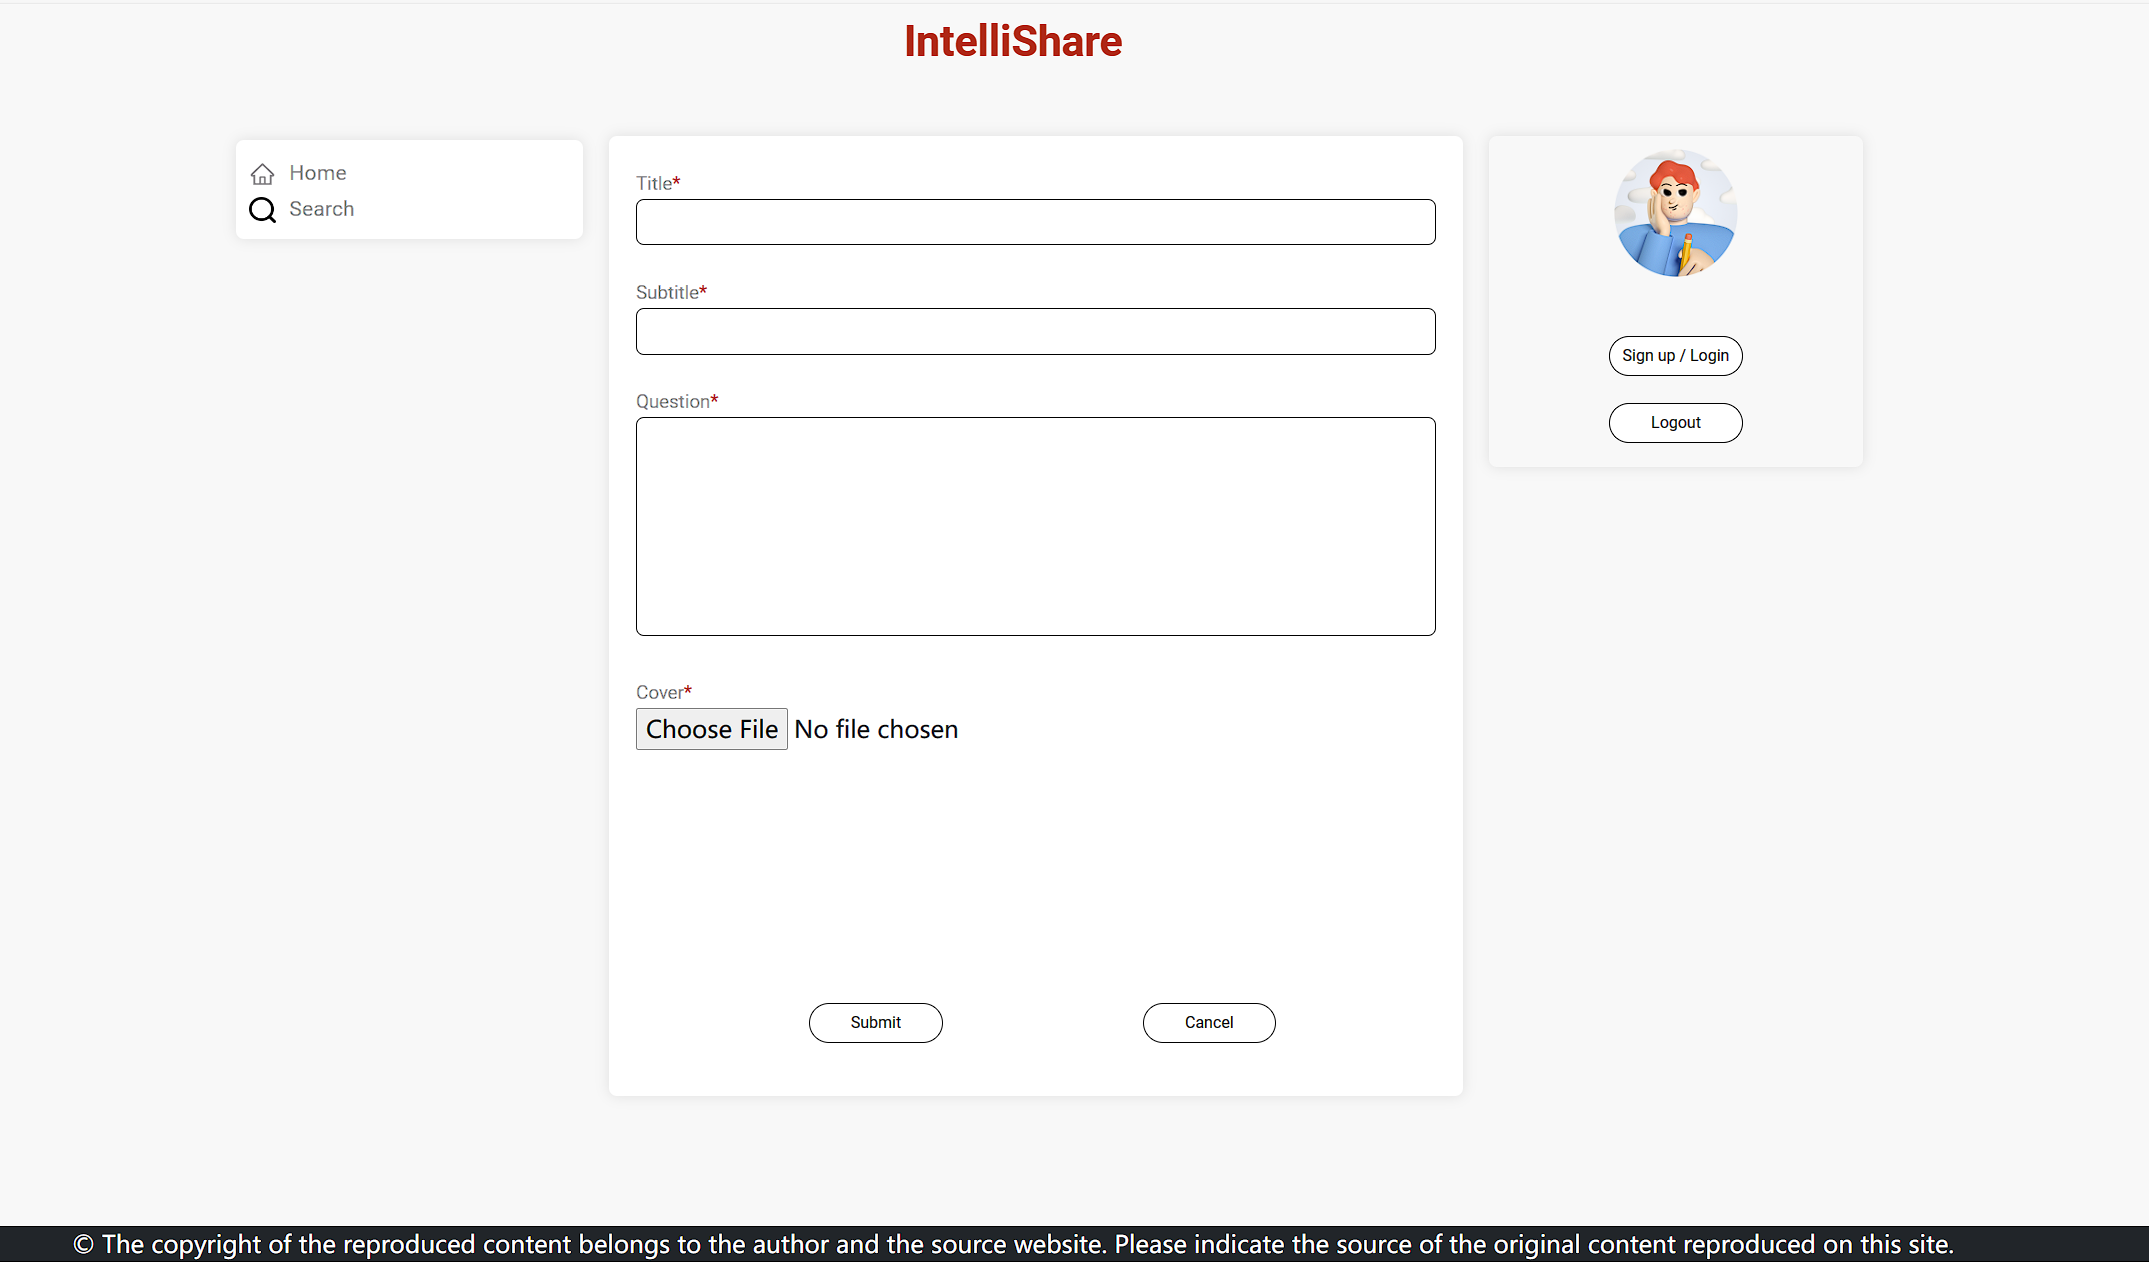 IntelliShare
Home
Search
Title*
Subtitle*
Question*
Cover*
Choose File No file chosen
Submit
Cancel
Sign up / Login
Logout
© The copyright of the reproduced content belongs to the author and the source website. Please indicate the source of the original content reproduced on this site.